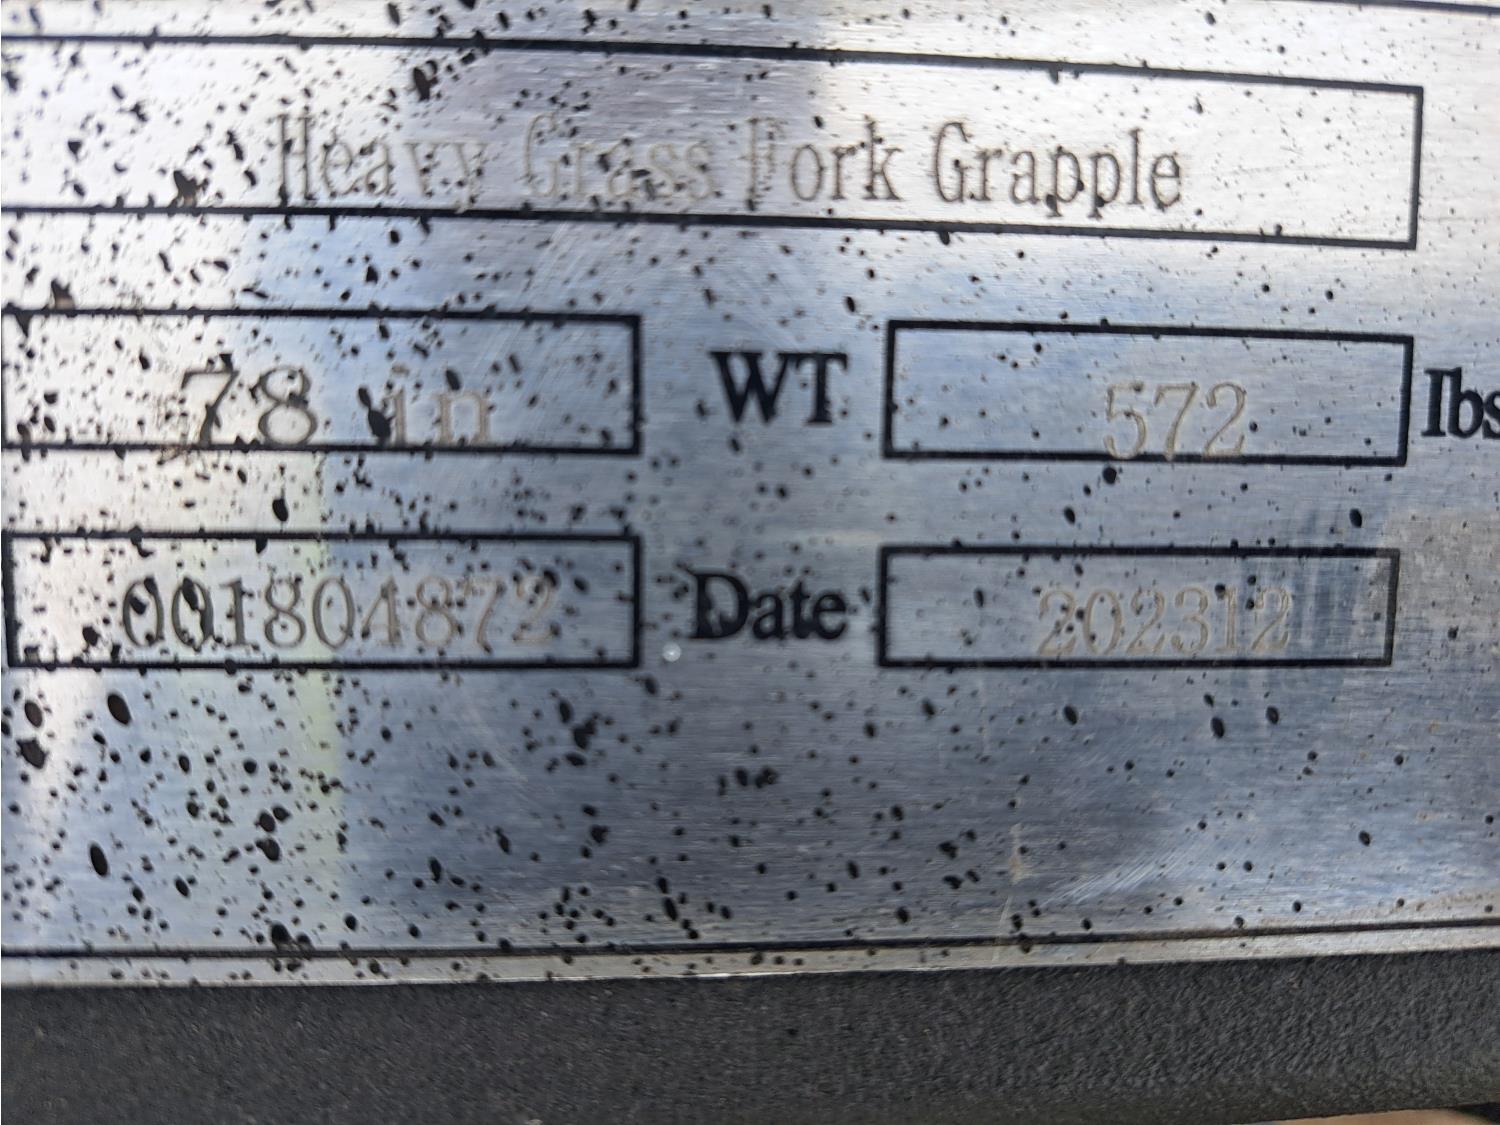 Heavy Grass Fork Grapple
78 in WT 572 lbs
001804872 Date 202312